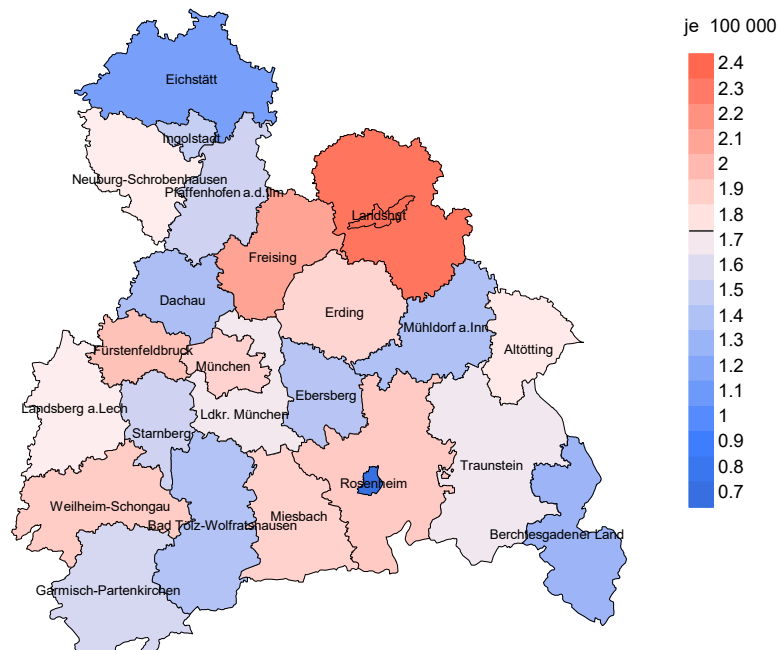 je 100 000
2.4
2.3
2.2
2.1
2
1.9
1.8
1.7
1.6
1.5
1.4
1.3
1.2
1.1
1
0.9
0.8
0.7
Eichstätt
Ingolstadt
Neuburg-Schrobenhausen
Pfaffenhofen a.d.Ilm
Landshut
Freising
Dachau
Erding
Mühldorf a.Inn
Altötting
Fürstenfeldbruck
München
Ebersberg
Landsberg a.Lech
Ldkr. München
Starnberg
Traunstein
Rosenheim
Weilheim-Schongau
Miesbach
Bad Tölz-Wolfratshausen
Berchtesgadener Land
Garmisch-Partenkirchen